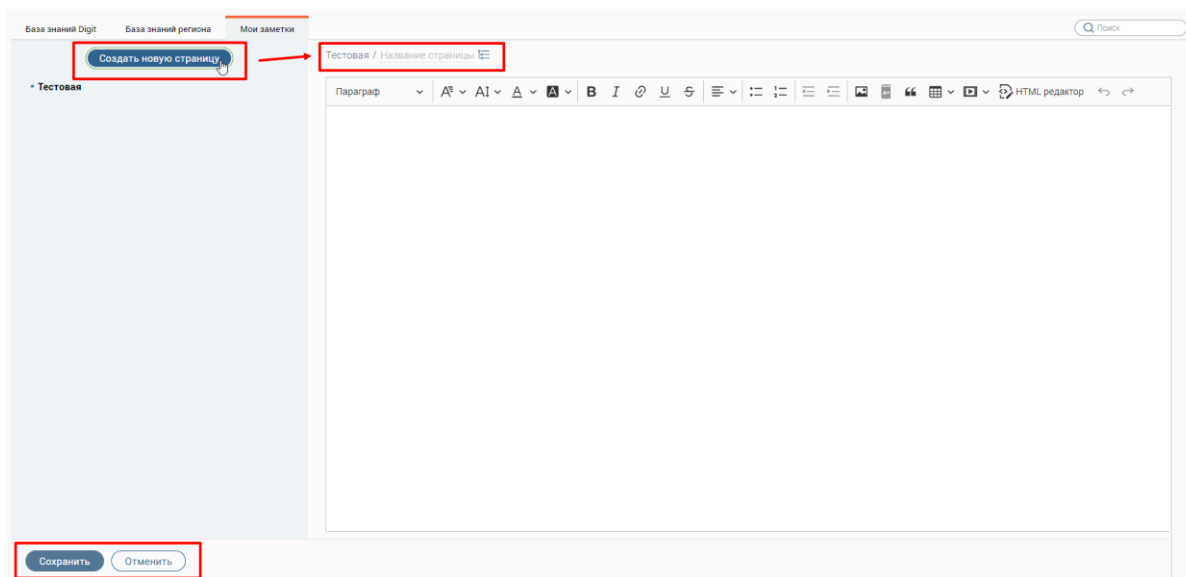 База знаний Digit База знаний региона Мои заметки Поиск
Создать новую страницу Тестовая / Название страницы
Тестовая
Параграф HTML редактор
Сохранить Отменить